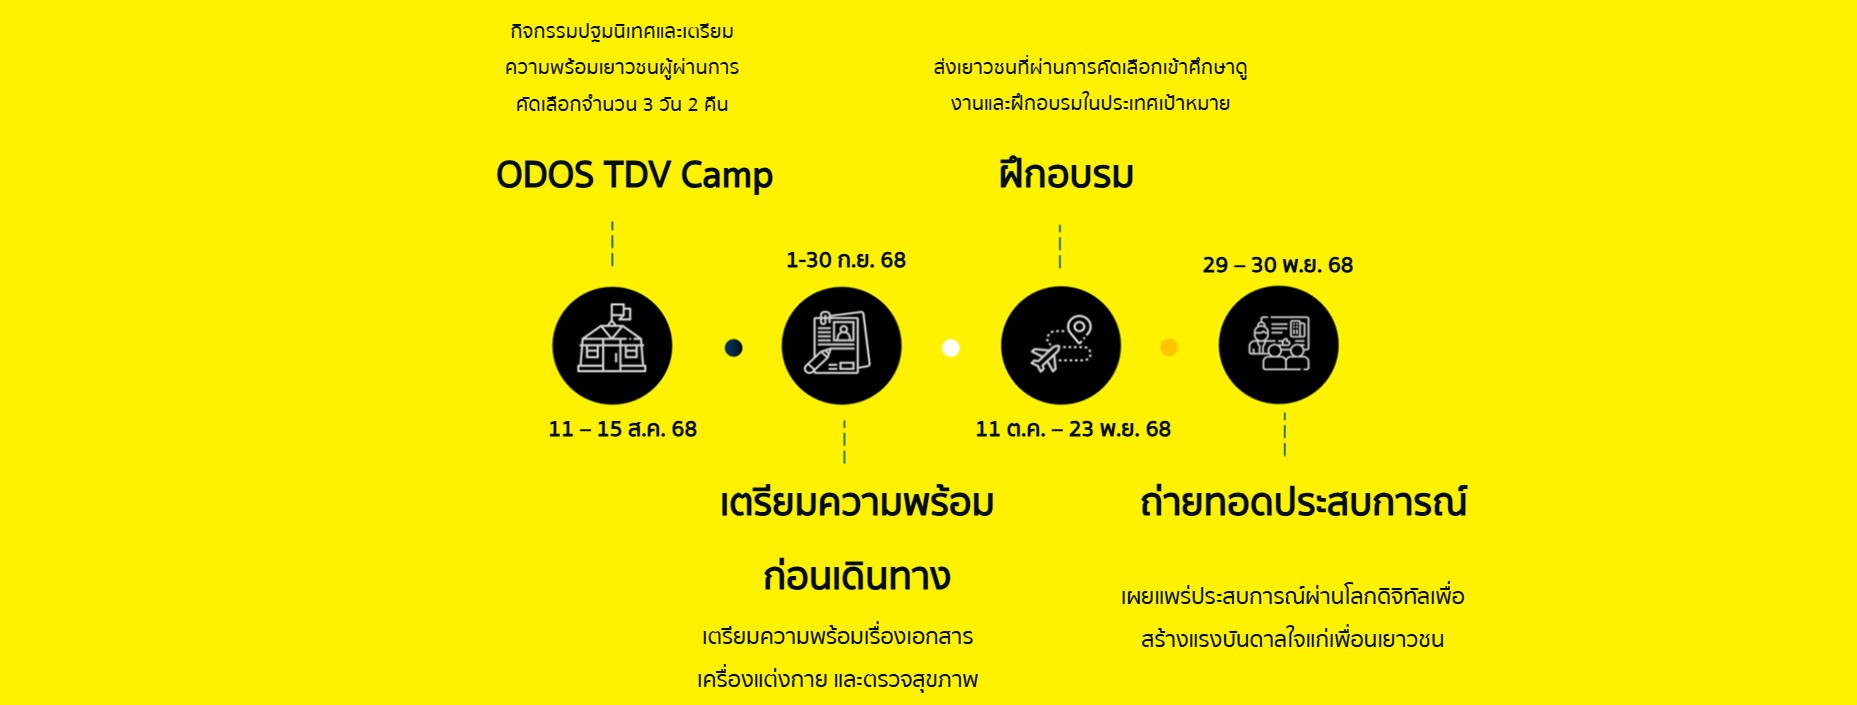 กิจกรรมปฐมนิเทศและเตรียม
ความพร้อมเยาวชนผู้ผ่านการ
คัดเลือกจำนวน 3 วัน 2 คืน
ODOS TDV Camp
11 – 15 ส.ค. 68
1-30 ก.ย. 68
เตรียมความพร้อม
ก่อนเดินทาง
เตรียมความพร้อมเรื่องเอกสาร
เครื่องแต่งกาย และตรวจสุขภาพ
ส่งเยาวชนที่ผ่านการคัดเลือกเข้าศึกษาดู
งานและฝึกอบรมในประเทศเป้าหมาย
ฝึกอบรม
11 ต.ค. – 23 พ.ย. 68
29 – 30 พ.ย. 68
ถ่ายทอดประสบการณ์
เผยแพร่ประสบการณ์ผ่านโลกดิจิทัลเพื่อ
สร้างแรงบันดาลใจแก่เพื่อนเยาวชน